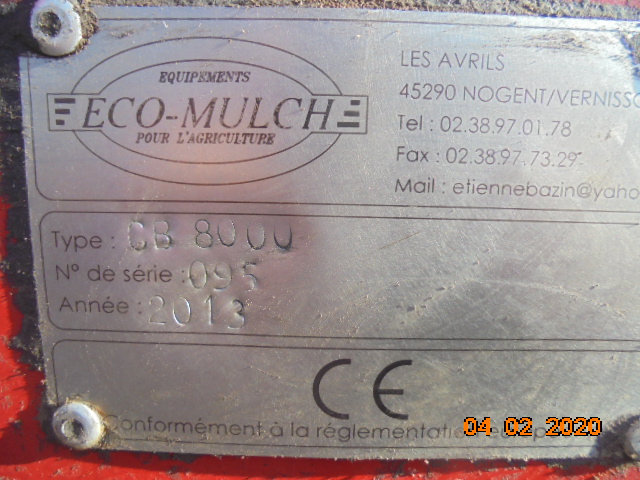 EQUIPEMENTS
ECO-MULCH
POUR L'AGRICULTURE
LES AVRILS
45290 NOGENT/VERNISSO
Tel : 02.38.97.01.78
Fax : 02.38.97.73.29
Mail : etiennebazin@yaho
Type : CB 8000
N° de série : 095
Année : 2013
CE
Conformément à la réglementati
04 02 2020